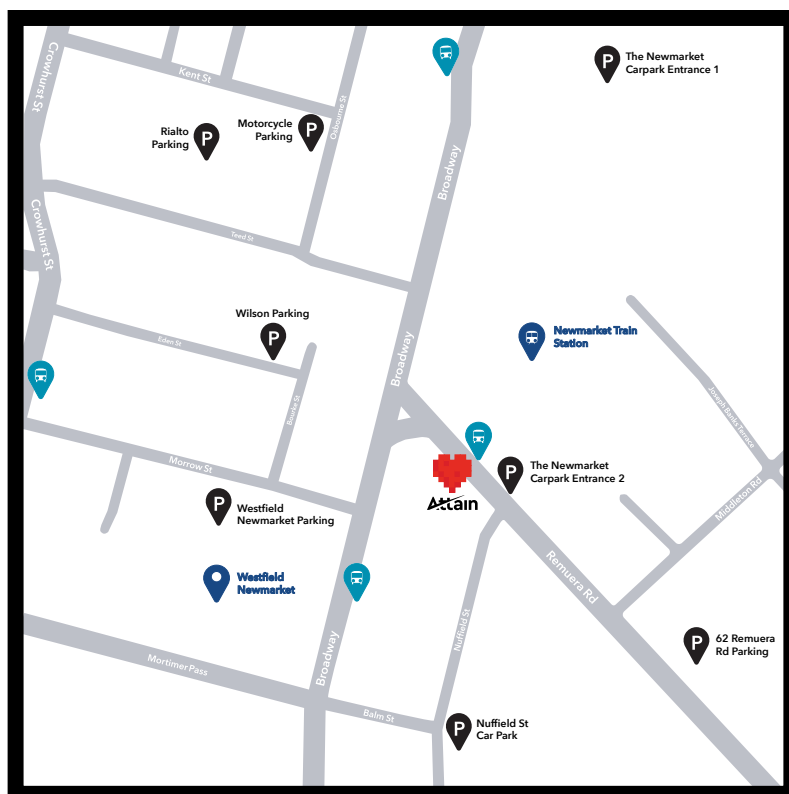 Crowhurst St
Kent St
The Newmarket
Carpark Entrance 1
P
Rialto
Parking
P
Motorcycle
Parking
P
Osbourne St
Broadway
Crowhurst St
Teed St
Wilson Parking
P
Eden St
Broadway
Newmarket Train
Station
Bourke St
Joseph Banks Terrace
Morrow St
The Newmarket
Carpark Entrance 2
P
Attain
Middleton Rd
Westfield
Newmarket Parking
P
Westfield
Newmarket
Remuera Rd
Nuffield St
Broadway
62 Remuera
Rd Parking
P
Mortimer Pass
Balm St
Nuffield St
Car Park
P